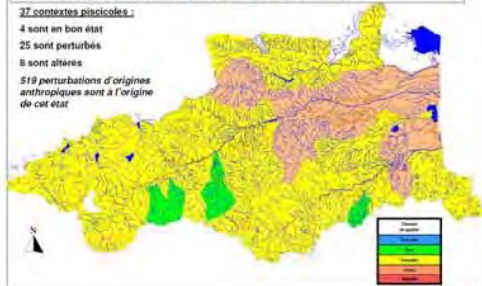 37 contextes piscicoles :
4 sont en bon état
25 sont perturbés
8 sont altérés
519 perturbations d'origines
anthropiques sont à l'origine
de cet état
N